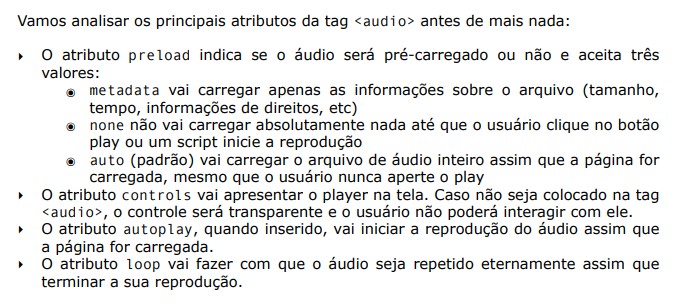 Vamos analisar os principais atributos da tag <audio> antes de mais nada:
‣ O atributo preload indica se o áudio será pré-carregado ou não e aceita três
valores:
◉ metadata vai carregar apenas as informações sobre o arquivo (tamanho,
tempo, informações de direitos, etc)
◉ none não vai carregar absolutamente nada até que o usuário clique no botão
play ou um script inicie a reprodução
◉ auto (padrão) vai carregar o arquivo de áudio inteiro assim que a página for
carregada, mesmo que o usuário nunca aperte o play
‣ O atributo controls vai apresentar o player na tela. Caso não seja colocado na tag
<audio>, o controle será transparente e o usuário não poderá interagir com ele.
‣ O atributo autoplay, quando inserido, vai iniciar a reprodução do áudio assim que
a página for carregada.
‣ O atributo loop vai fazer com que o áudio seja repetido eternamente assim que
terminar a sua reprodução.